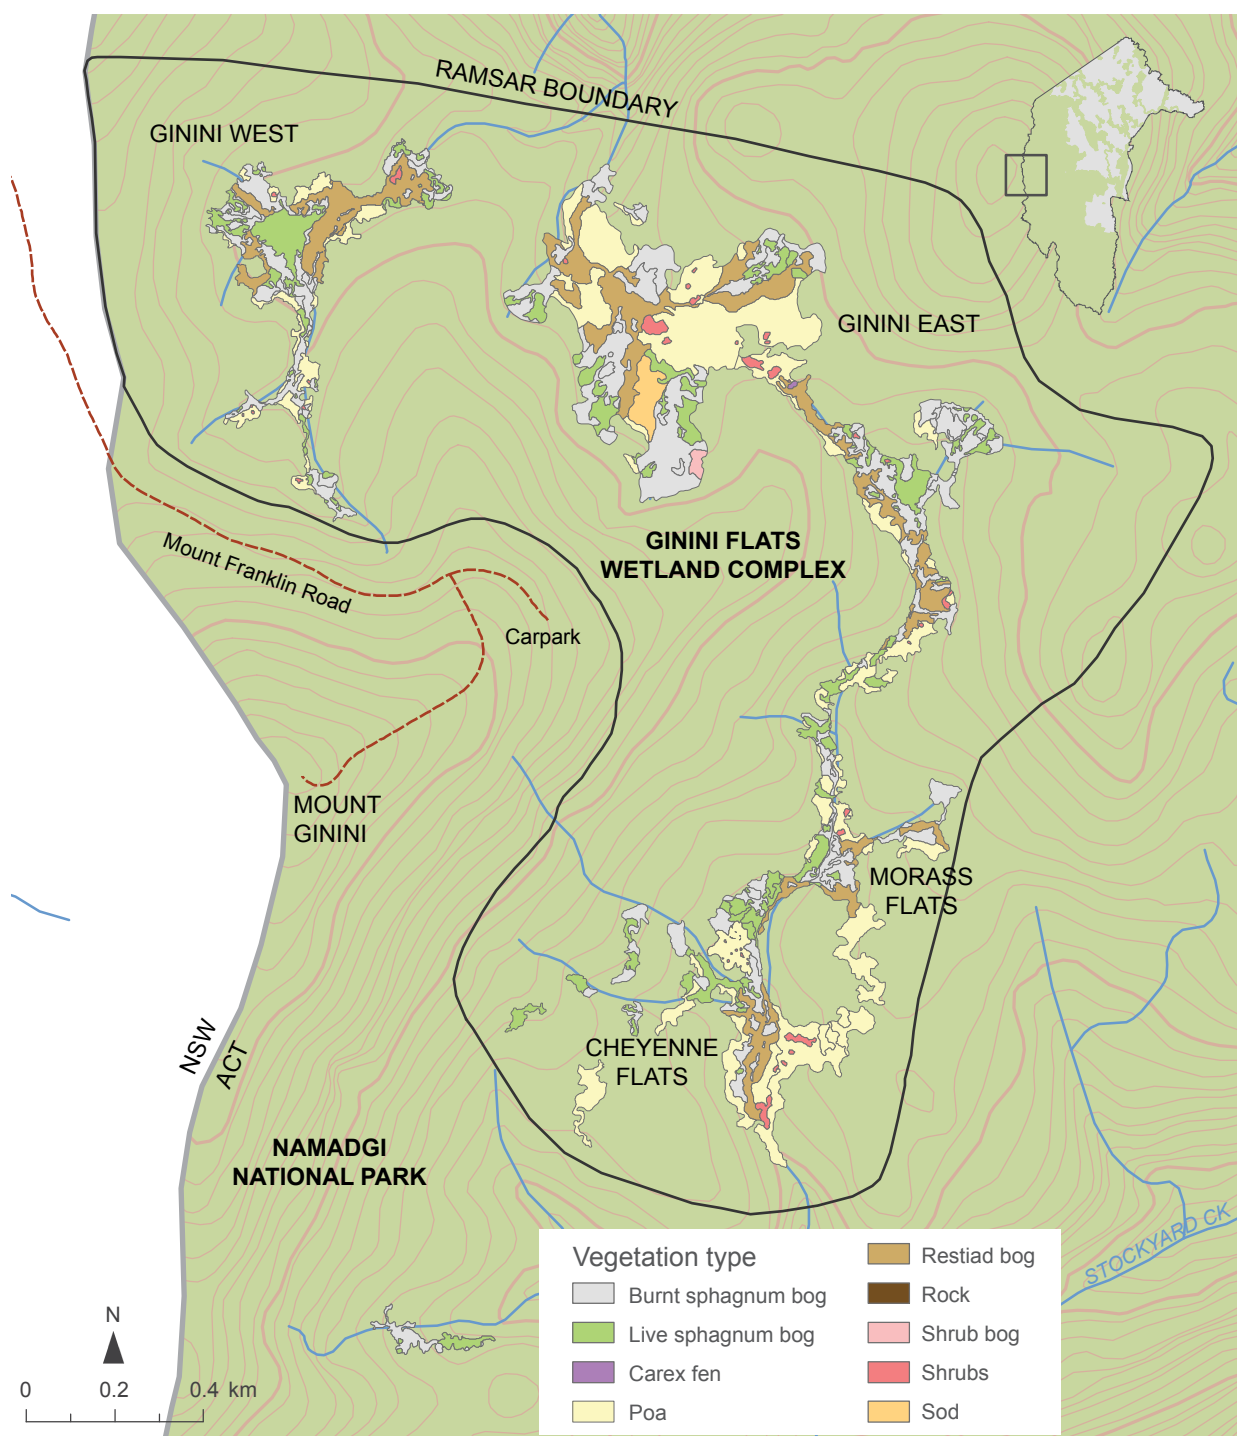 RAMSAR BOUNDARY
GININI WEST
GININI EAST
GININI FLATS
WETLAND COMPLEX
Mount Franklin Road
Carpark
MOUNT
GININI
MORASS
FLATS
CHEYENNE
FLATS
NSW
ACT
NAMADGI
NATIONAL PARK
STOCKYARD CK
Vegetation type
Burnt sphagnum bog
Live sphagnum bog
Carex fen
Poa
Restiad bog
Rock
Shrub bog
Shrubs
Sod
N
0 0.2 0.4 km